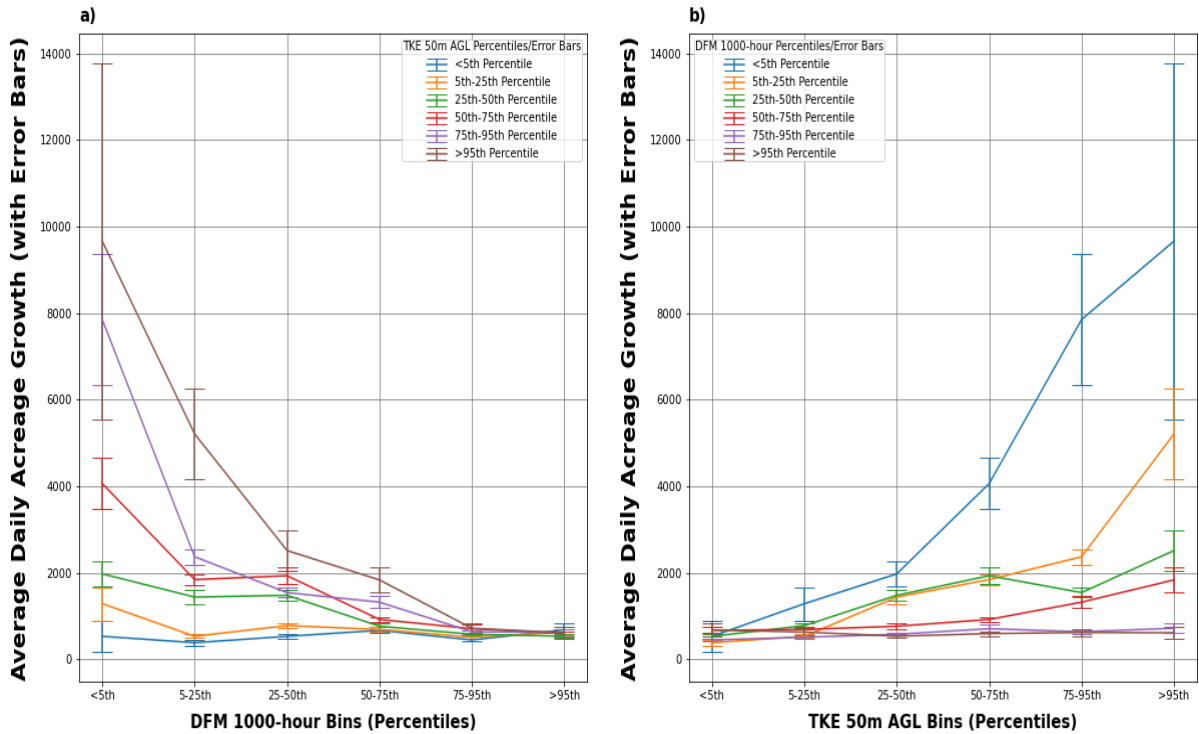 a)
Average Daily Acreage Growth (with Error Bars)
14000
12000
10000
8000
6000
4000
2000
0
TKE 50m AGL Percentiles/Error Bars
<5th Percentile
5th-25th Percentile
25th-50th Percentile
50th-75th Percentile
75th-95th Percentile
>95th Percentile
<5th
5-25th
25-50th
50-75th
75-95th
>95th
DFM 1000-hour Bins (Percentiles)
b)
Average Daily Acreage Growth (with Error Bars)
14000
12000
10000
8000
6000
4000
2000
0
DFM 1000-hour Percentiles/Error Bars
<5th Percentile
5th-25th Percentile
25th-50th Percentile
50th-75th Percentile
75th-95th Percentile
>95th Percentile
<5th
5-25th
25-50th
50-75th
75-95th
>95th
TKE 50m AGL Bins (Percentiles)